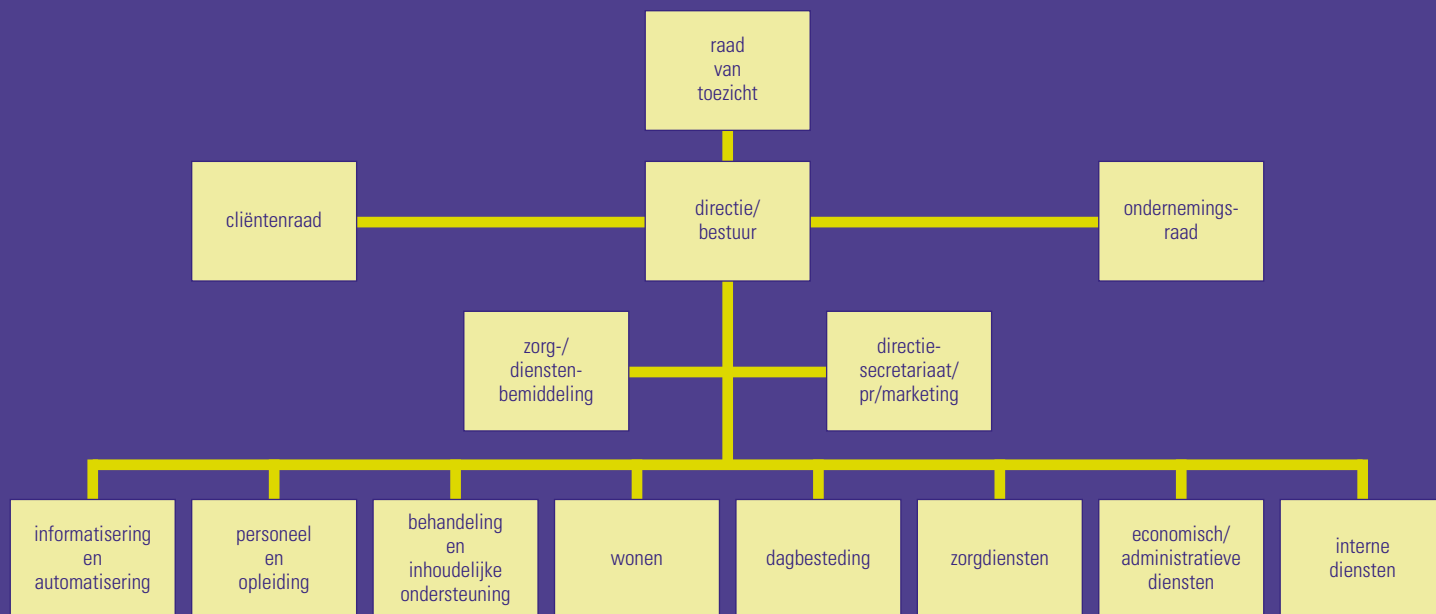 raad
van
toezicht
cliëntenraad
directie/
bestuur
ondernemings-
raad
zorg-/
diensten-
bemiddeling
directie-
secretariaat/
pr/marketing
informatisering
en
automatisering
personeel
en
opleiding
behandeling
en
inhoudelijke
ondersteuning
wonen
dagbesteding
zorgdiensten
economisch/
administratieve
diensten
interne
diensten